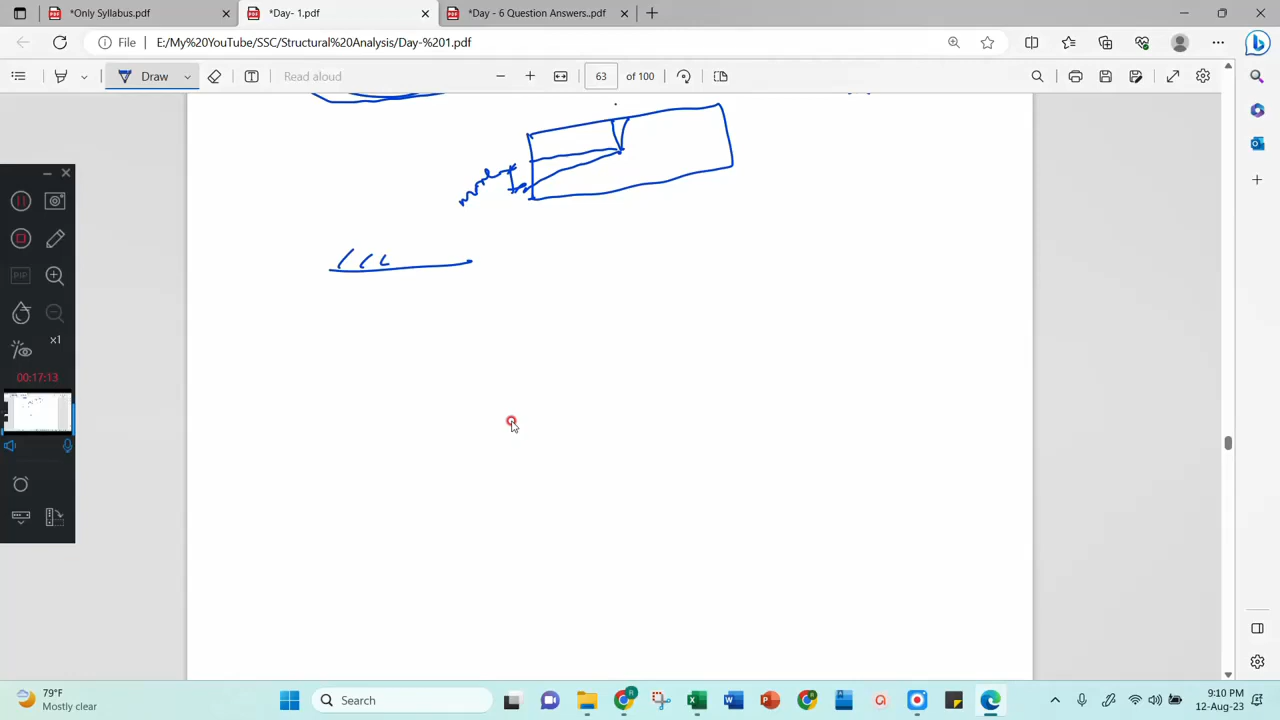 *Only Syllabus.pdf
*Day- 1.pdf
*Day - 6 Question Answers..pdf
File
E:/My%20YouTube/SSC/Structural%20Analysis/Day-%201.pdf
Draw
Read aloud
63
of 100
PIP
x1
00:17:13
79°F
Mostly clear
Search
9:10 PM
12-Aug-23